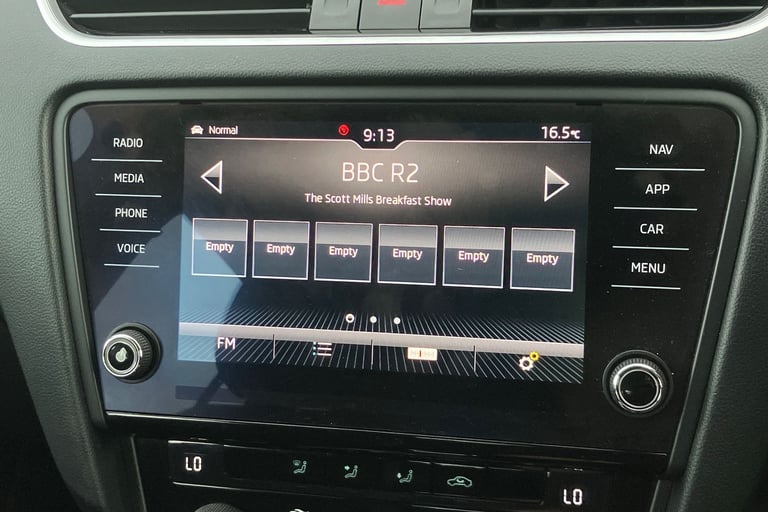 Normal
9:13
16.5°C
RADIO
MEDIA
PHONE
VOICE
BBC R2
The Scott Mills Breakfast Show
Empty Empty Empty Empty Empty Empty
FM
NAV
APP
CAR
MENU
LO
LO